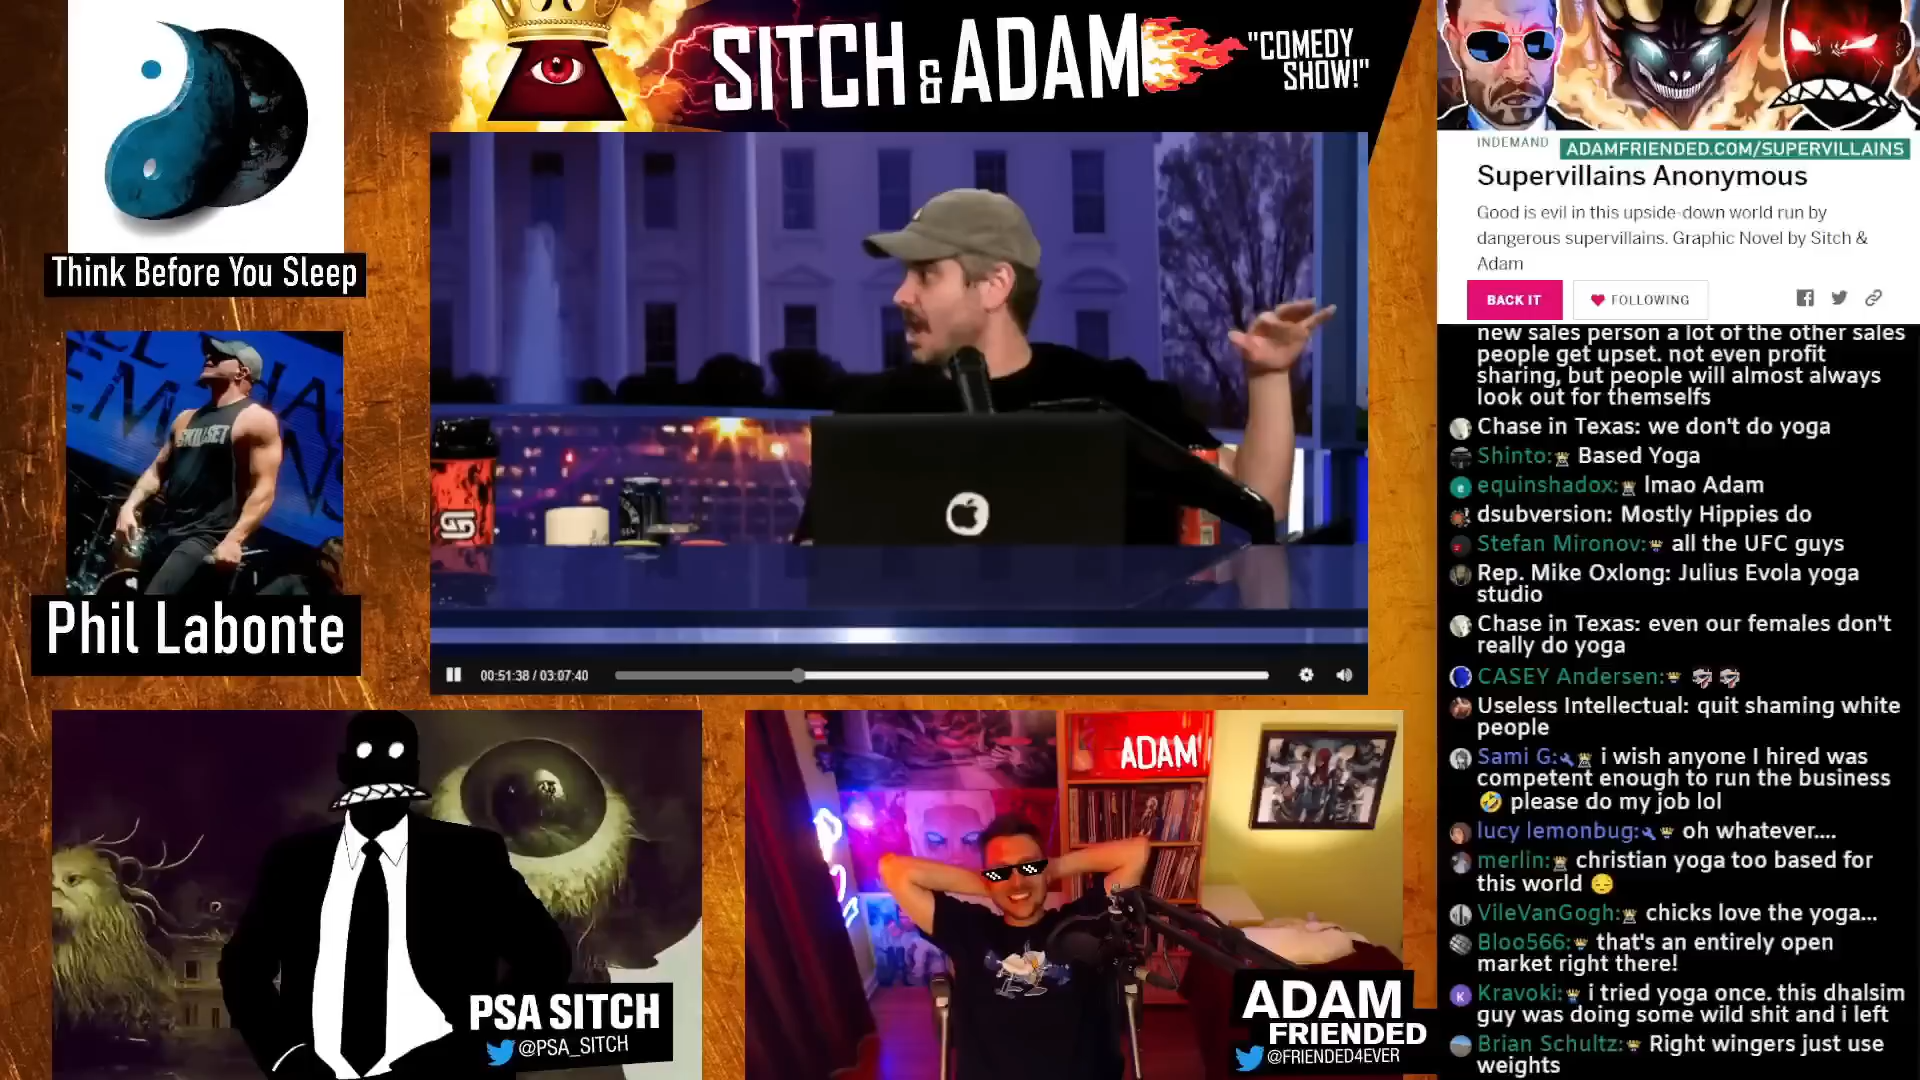 SITCH & ADAM
"COMEDY
SHOW!"
Think Before You Sleep
SKILLSET
Phil Labonte
00:51:38 / 03:07:40
PSA SITCH
@PSA_SITCH
ADAM
ADAM
FRIENDED
@FRIENDED4EVER
INDEMAND
ADAMFRIENDED.COM/SUPERVILLAINS
Supervillains Anonymous
Good is evil in this upside-down world run by
dangerous supervillains. Graphic Novel by Sitch &
Adam
BACK IT
FOLLOWING
new sales person a lot of the other sales
people get upset. not even profit
sharing, but people will almost always
look out for themselfs
Chase in Texas: we don't do yoga
Shinto: Based Yoga
equinshadox: lmao Adam
dsubversion: Mostly Hippies do
Stefan Mironov: all the UFC guys
Rep. Mike Oxlong: Julius Evola yoga
studio
Chase in Texas: even our females don't
really do yoga
CASEY Andersen:
Useless Intellectual: quit shaming white
people
Sami G: i wish anyone I hired was
competent enough to run the business
🤣 please do my job lol
lucy lemonbug: oh whatever....
merlin: christian yoga too based for
this world 😔
VileVanGogh: chicks love the yoga...
Bloo566: that's an entirely open
market right there!
K Kravoki: i tried yoga once. this dhalsim
guy was doing some wild shit and i left
Brian Schultz: Right wingers just use
weights